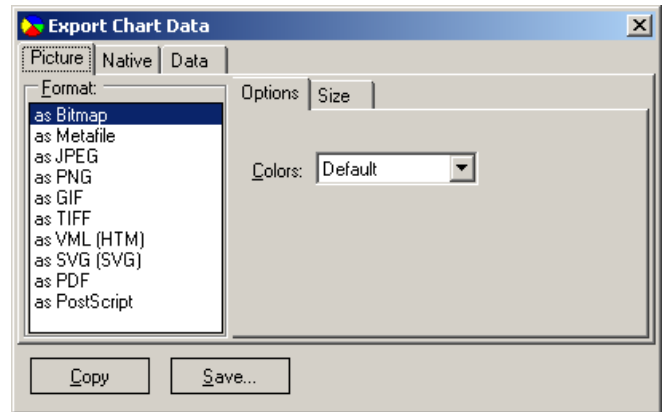 Export Chart Data
Picture Native Data
Format:
as Bitmap
as Metafile
as JPEG
as PNG
as GIF
as TIFF
as VML (HTM)
as SVG (SVG)
as PDF
as PostScript
Options Size
Colors: Default
Copy Save...